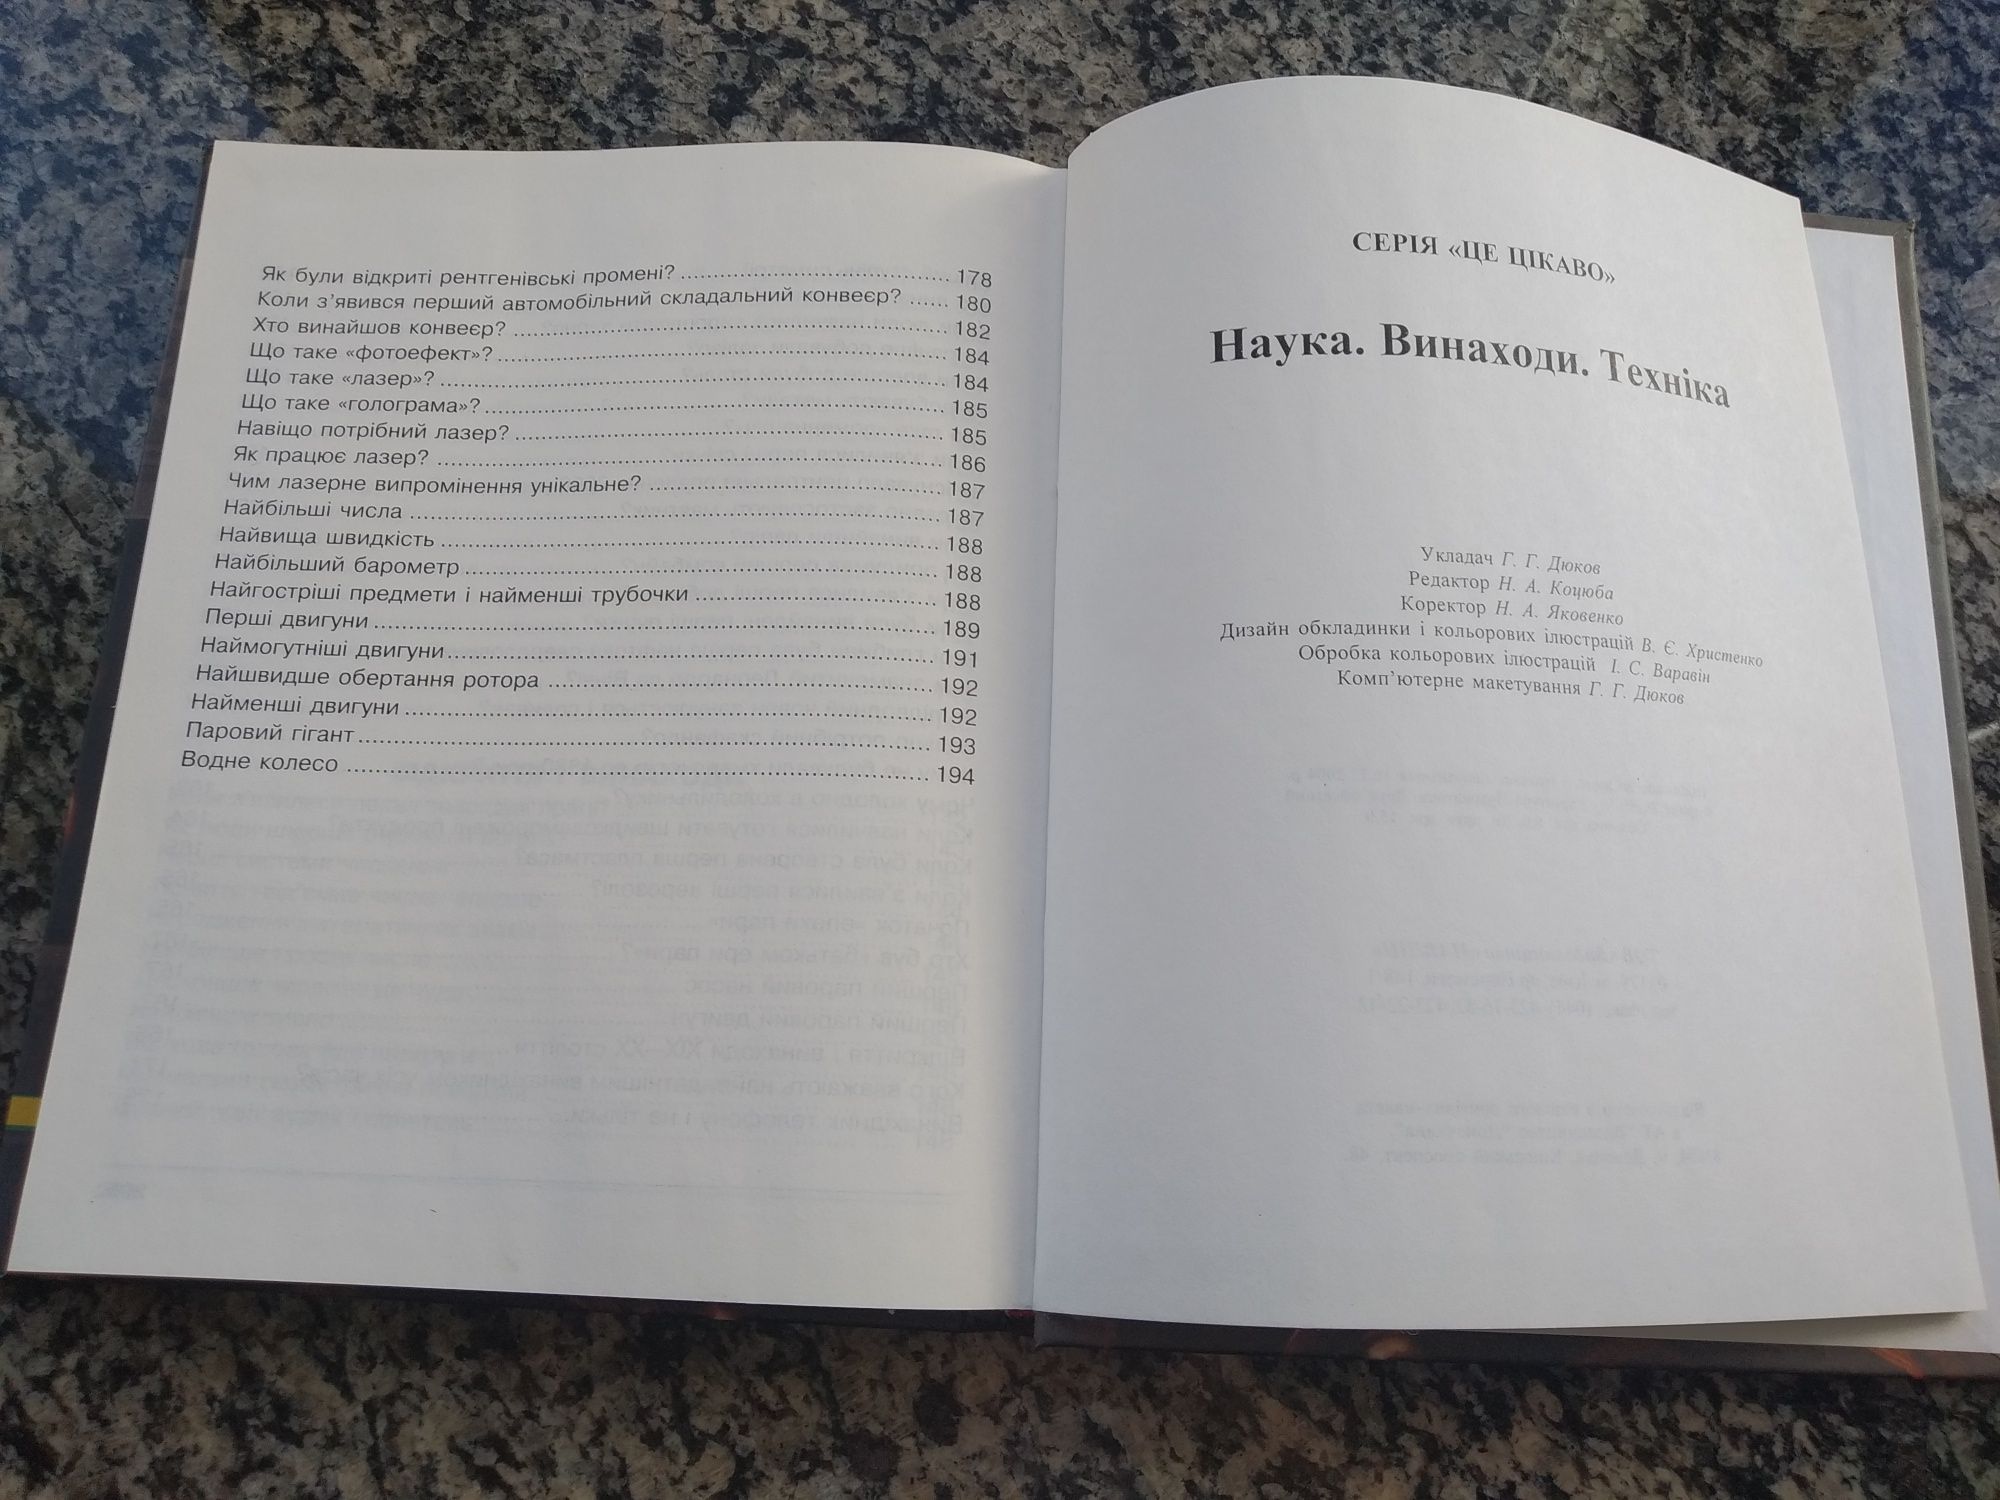 Як були відкриті рентгенівські промені? 178
Коли з'явився перший автомобільний складальний конвеєр? 180
Хто винайшов конвеєр? 182
Що таке «фотоефект»? 184
Що таке «лазер»? 184
Що таке «голограма»? 185
Навіщо потрібний лазер? 185
Як працює лазер? 186
Чим лазерне випромінення унікальне? 187
Найбільші числа 187
Найвища швидкість 188
Найбільший барометр 188
Найгостріші предмети і найменші трубочки 188
Перші двигуни 189
Наймогутніші двигуни 191
Найшвидше обертання ротора 192
Найменші двигуни 192
Паровий гігант 193
Водне колесо 194
СЕРІЯ «ЦЕ ЦІКАВО»
Наука. Винаходи. Техніка
Укладач Г. Г. Дюков
Редактор Н. А. Коцюба
Коректор Н. А. Яковенко
Дизайн обкладинки і кольорових ілюстрацій В. Є. Христенко
Обробка кольорових ілюстрацій І. С. Варавін
Комп'ютерне макетування Г. Г. Дюков